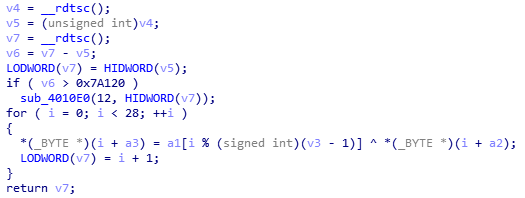 v4 = __rdtsc();
v5 = (unsigned int)v4;
v7 = __rdtsc();
v6 = v7 - v5;
LODWORD(v7) = HIDWORD(v5);
if ( v6 > 0x7A120 )
sub_4010E0(12, HIDWORD(v7));
for ( i = 0; i < 28; ++i )
{
*(_BYTE *)(i + a3) = a1[i % (signed int)(v3 - 1)] ^ *(_BYTE *)(i + a2);
LODWORD(v7) = i + 1;
}
return v7;